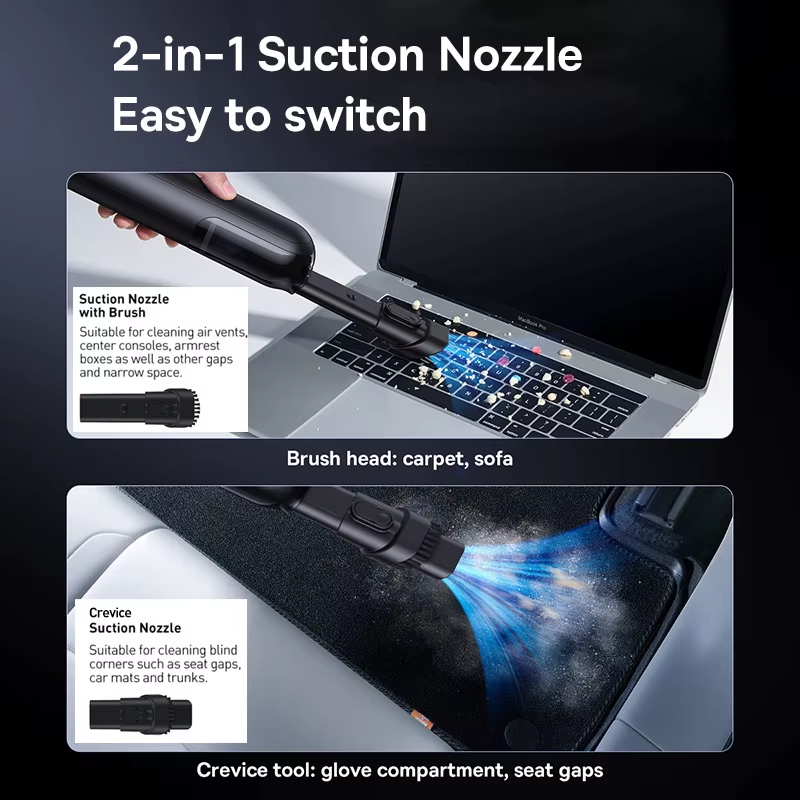 2-in-1 Suction Nozzle
Easy to switch
MacBook Pro
Suction Nozzle
with Brush
Suitable for cleaning air vents,
center consoles, armrest
boxes as well as other gaps
and narrow space.
Brush head: carpet, sofa
Crevice
Suction Nozzle
Suitable for cleaning blind
corners such as seat gaps,
car mats and trunks.
Crevice tool: glove compartment, seat gaps